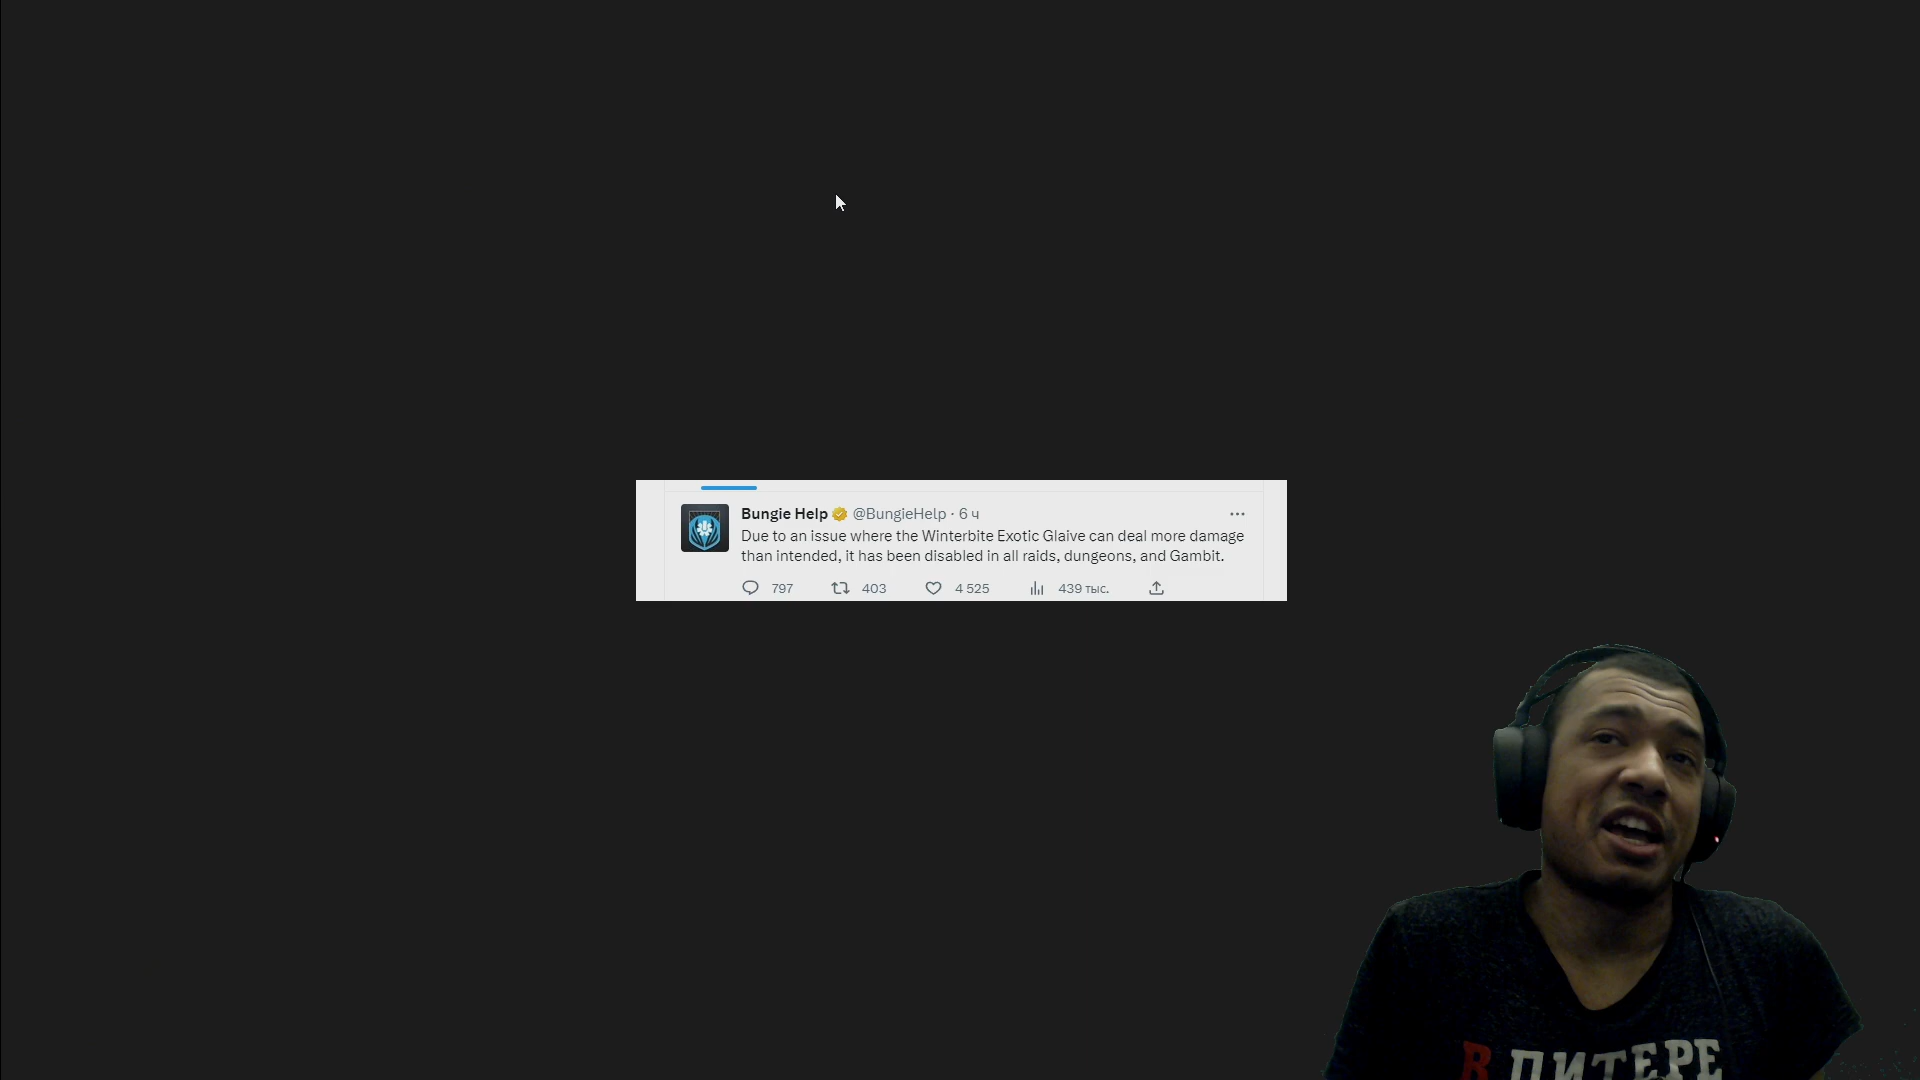 Bungie Help @BungieHelp · 6 ч
Due to an issue where the Winterbite Exotic Glaive can deal more damage
than intended, it has been disabled in all raids, dungeons, and Gambit.
797 403 4 525 439 тыс.
В ПИТЕРЕ